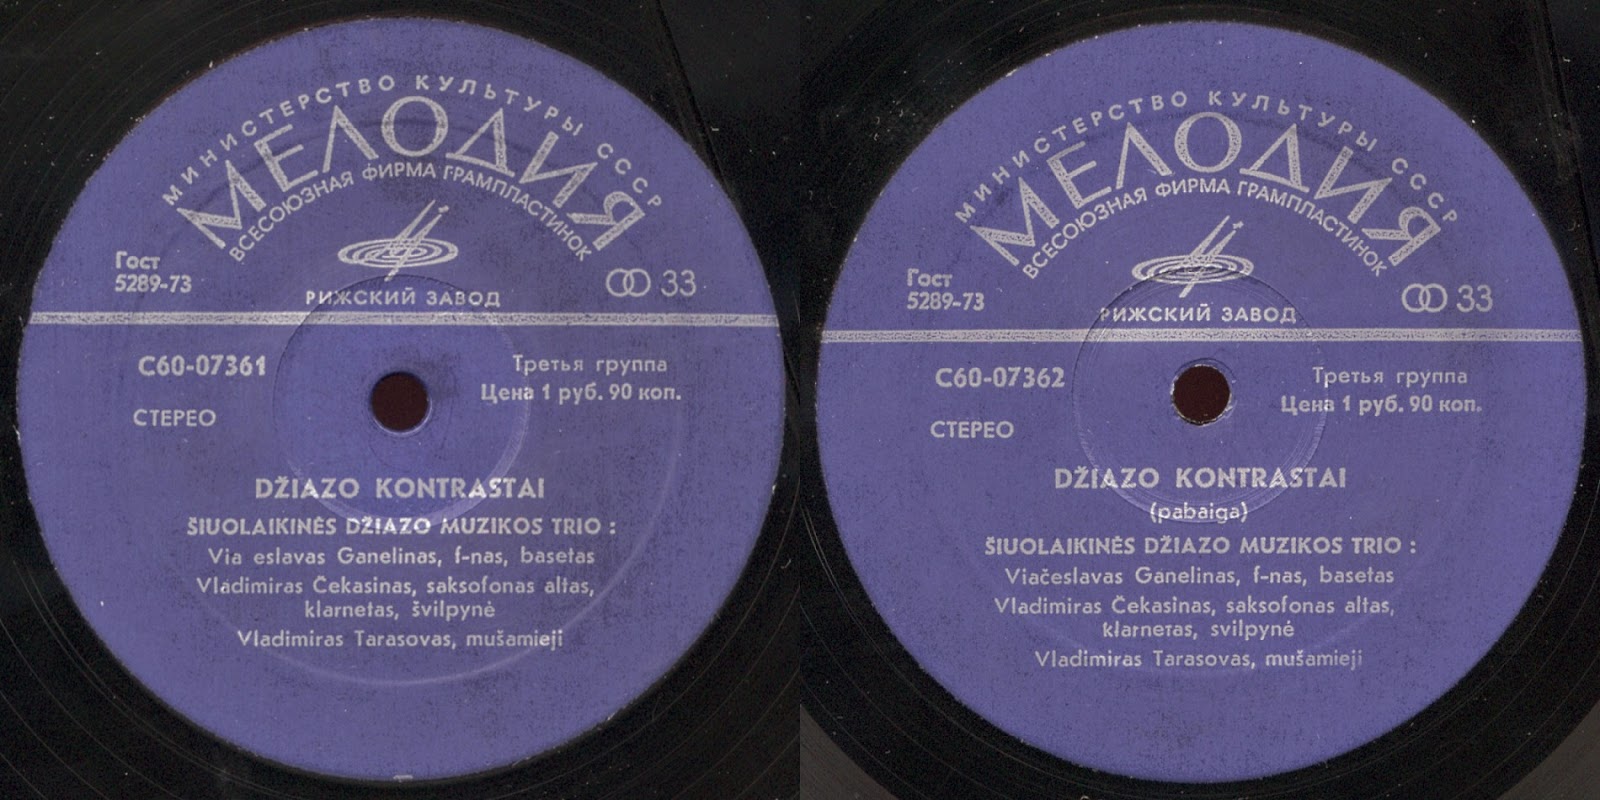 МИНИСТЕРСТВО КУЛЬТУРЫ СССР
МЕЛОДИЯ
ВСЕСОЮЗНАЯ ФИРМА ГРАМПЛАСТИНОК
Гост
5289-73
33
РИЖСКИЙ ЗАВОД
С60-07361
Третья группа
Цена 1 руб. 90 коп.
СТЕРЕО
DŽIAZO KONTRASTAI
ŠIUOLAIKINĖS DŽIAZO MUZIKOS TRIO :
Via eslavas Ganelinas, f-nas, basetas
Vladimiras Čekasinas, saksofonas altas,
klarnetas, švilpynė
Vladimiras Tarasovas, mušamieji
МИНИСТЕРСТВО КУЛЬТУРЫ СССР
МЕЛОДИЯ
ВСЕСОЮЗНАЯ ФИРМА ГРАМПЛАСТИНОК
Гост
5289-73
33
РИЖСКИЙ ЗАВОД
С60-07362
Третья группа
Цена 1 руб. 90 коп.
СТЕРЕО
DŽIAZO KONTRASTAI
(pabaiga)
ŠIUOLAIKINĖS DŽIAZO MUZIKOS TRIO :
Viačeslavas Ganelinas, f-nas, basetas
Vladimiras Čekasinas, saksofonas altas,
klarnetas, svilpynė
Vladimiras Tarasovas, mušamieji